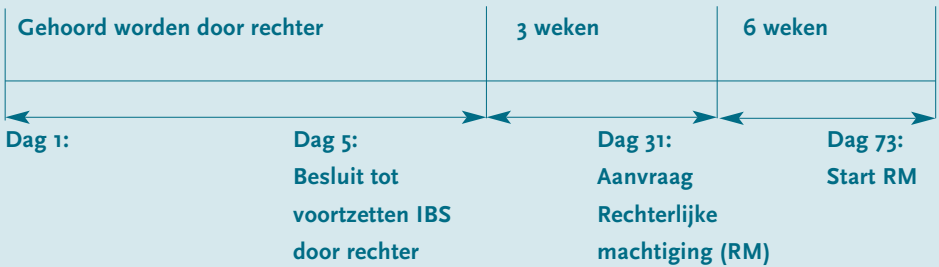 Gehoord worden door rechter
3 weken
6 weken
Dag 1:
Dag 5:
Besluit tot
voortzetten IBS
door rechter
Dag 31:
Aanvraag
Rechterlijke
machtiging (RM)
Dag 73:
Start RM